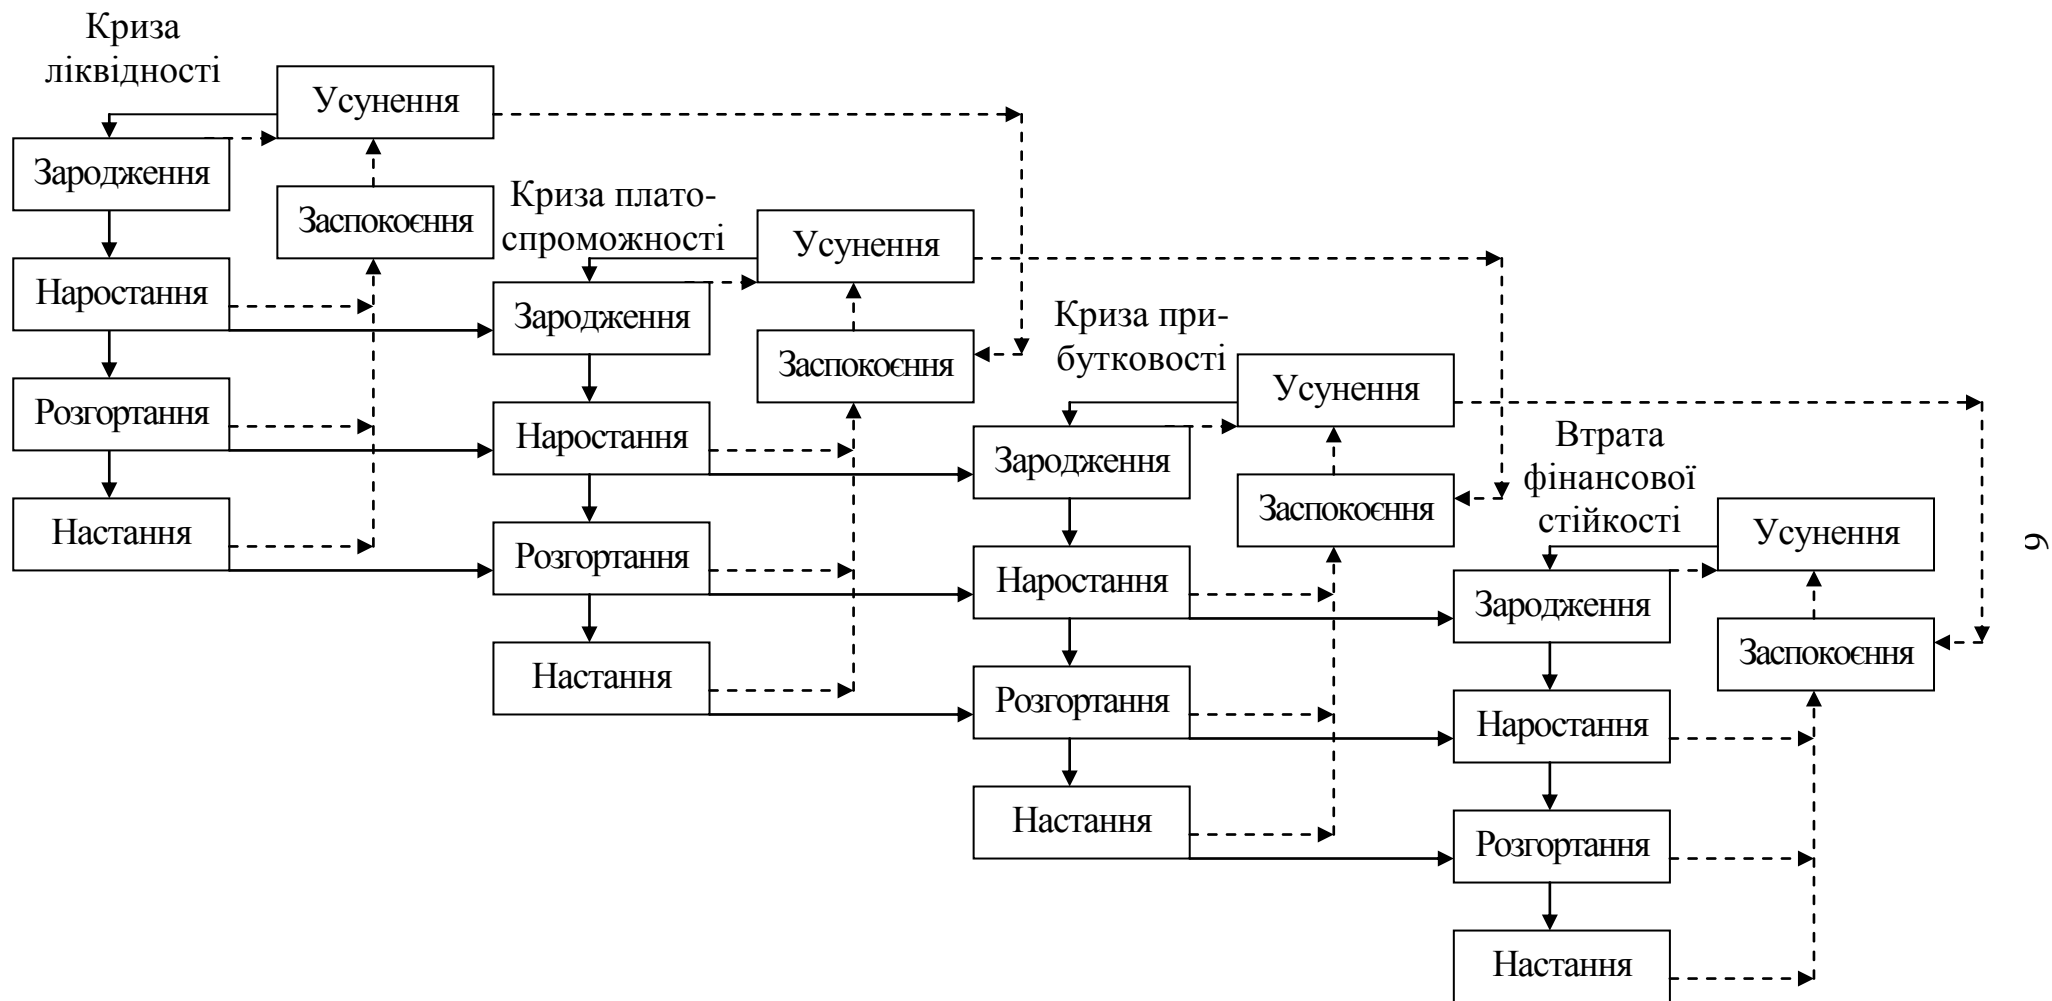 Криза
ліквідності
Усунення
Зародження
Заспокоєння
Наростання
Розгортання
Настання
Криза плато-
спроможності
Усунення
Зародження
Заспокоєння
Наростання
Розгортання
Настання
Криза при-
бутковості
Усунення
Зародження
Заспокоєння
Наростання
Розгортання
Настання
Втрата
фінансової
стійкості
Усунення
Зародження
Заспокоєння
Наростання
Розгортання
Настання
9